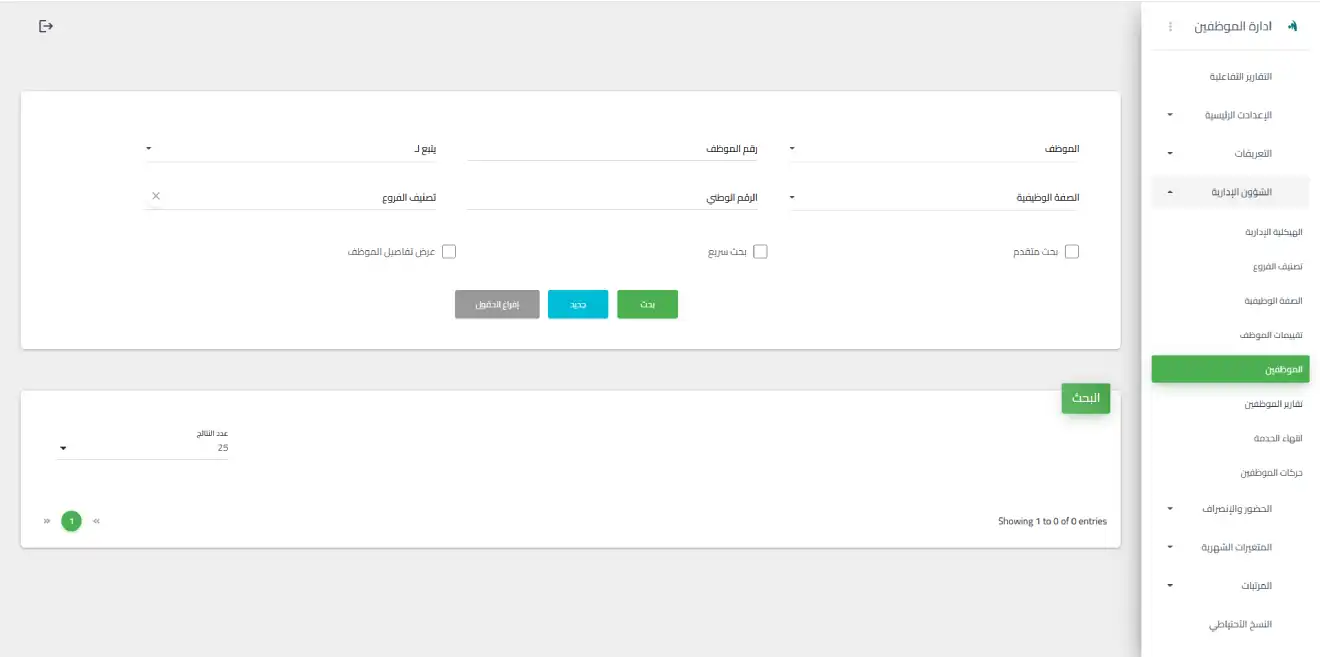 ادارة الموظفين
التقارير التفاعلية
الإعدادت الرئيسية
التعريفات
الشؤون الإدارية
الهيكلية الإدارية
تصنيف الفروع
الصفة الوظيفية
تقييمات الموظف
الموظفين
تقارير الموظفين
انتهاء الخدمة
حركات الموظفين
الحضور والإنصراف
المتغيرات الشهرية
المرتبات
النسخ الآحتياطي
الموظف
رقم الموظف
يتبع لـ
الصفة الوظيفية
الرقم الوطني
تصنيف الفروع
بحث متقدم
بحث سريع
عرض تفاصيل الموظف
بحث
جديد
إفراغ الحقول
البحث
عدد النتائج
25
Showing 1 to 0 of 0 entries
« 1 »